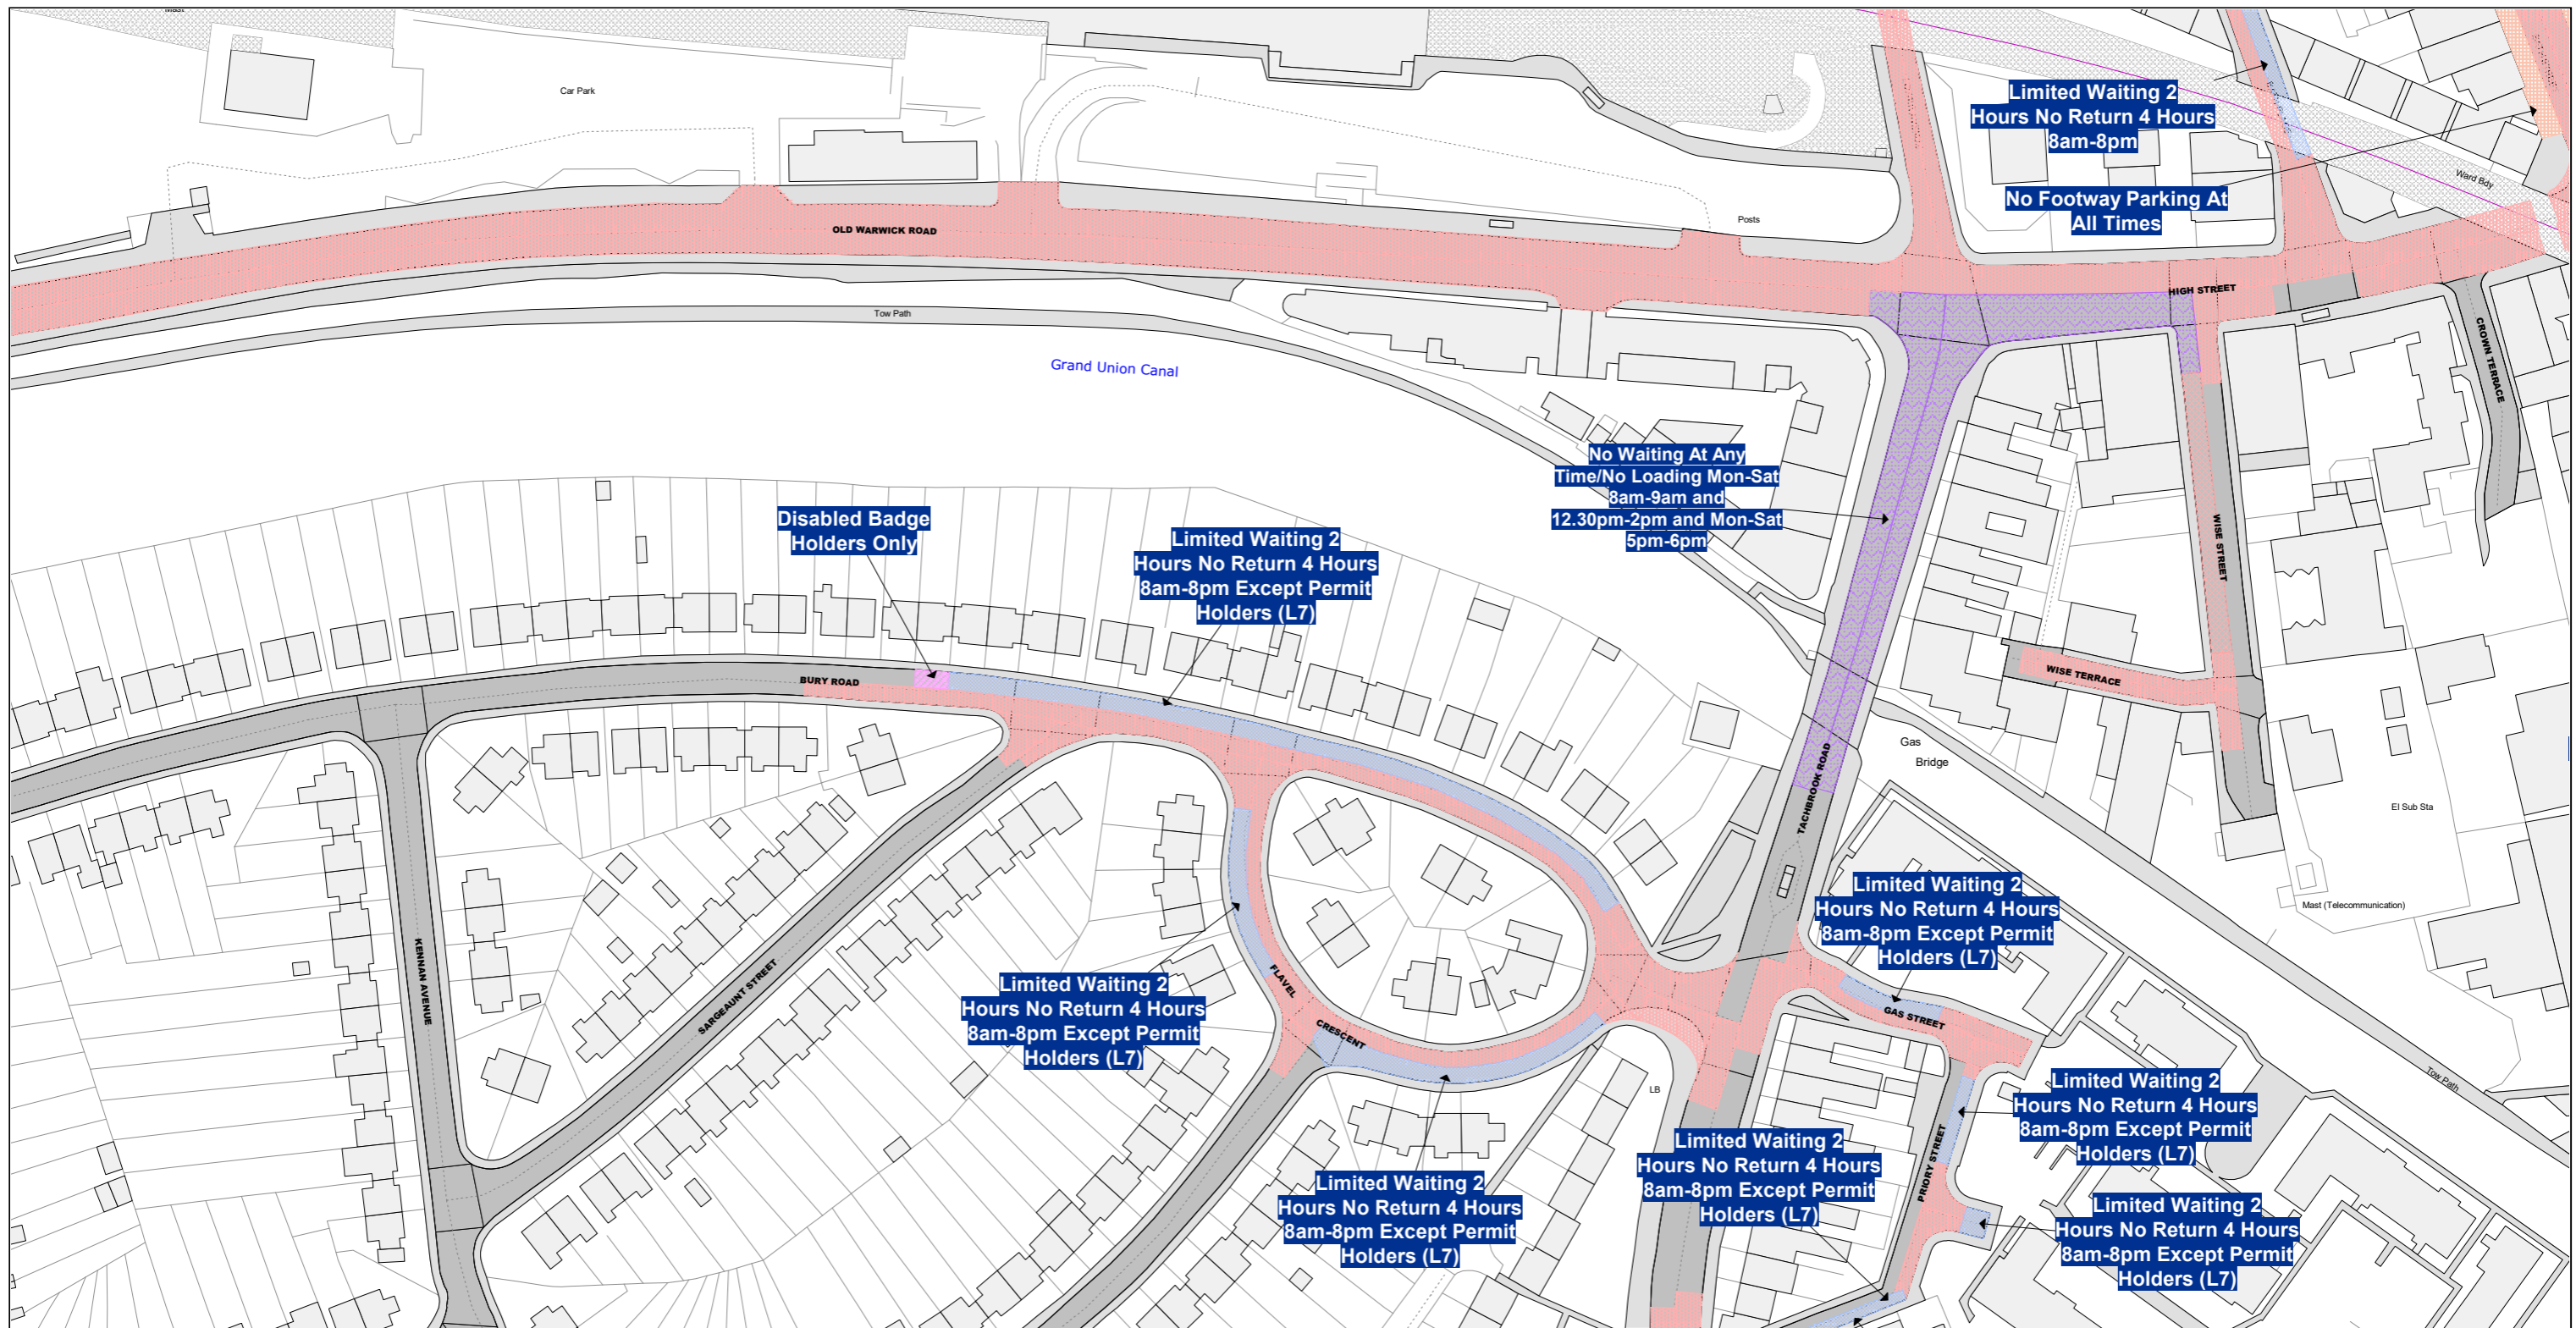 Car Park
Limited Waiting 2
Hours No Return 4 Hours
8am-8pm
Ward Bdy
No Footway Parking At
All Times
Posts
OLD WARWICK ROAD
HIGH STREET
Tow Path
CROWN TERRACE
Grand Union Canal
No Waiting At Any
Time/No Loading Mon-Sat
8am-9am and
12.30pm-2pm and Mon-Sat
5pm-6pm
Disabled Badge
Holders Only
Limited Waiting 2
Hours No Return 4 Hours
8am-8pm Except Permit
Holders (L7)
WISE STREET
WISE TERRACE
BURY ROAD
Gas
Bridge
TACHBROOK ROAD
El Sub Sta
Mast (Telecommunication)
Limited Waiting 2
Hours No Return 4 Hours
8am-8pm Except Permit
Holders (L7)
KENNAN AVENUE
SARGEAUNT STREET
FLAVEL
CRESCENT
Limited Waiting 2
Hours No Return 4 Hours
8am-8pm Except Permit
Holders (L7)
GAS STREET
LB
Tow Path
Limited Waiting 2
Hours No Return 4 Hours
8am-8pm Except Permit
Holders (L7)
PRIORY STREET
Limited Waiting 2
Hours No Return 4 Hours
8am-8pm Except Permit
Holders (L7)
Limited Waiting 2
Hours No Return 4 Hours
8am-8pm Except Permit
Holders (L7)
Limited Waiting 2
Hours No Return 4 Hours
8am-8pm Except Permit
Holders (L7)